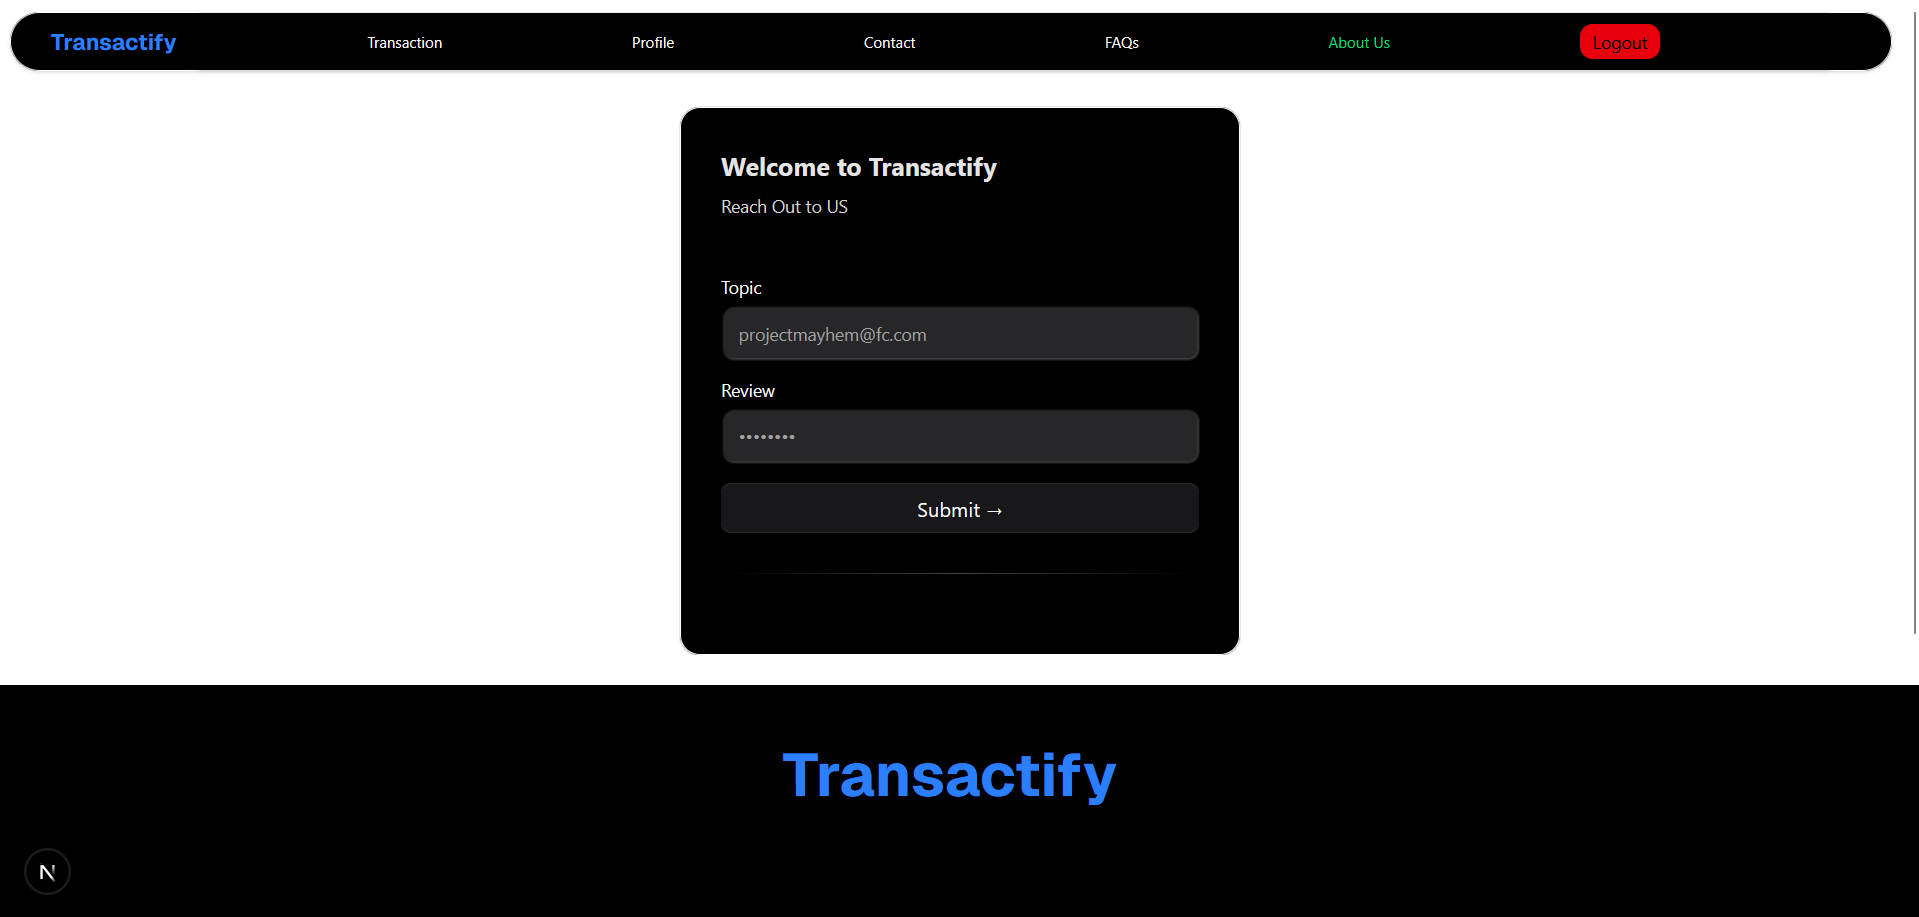 Transactify Transaction Profile Contact FAQs About Us Logout
Welcome to Transactify
Reach Out to US
Topic
projectmayhem@fc.com
Review
••••••••
Submit →
Transactify
N